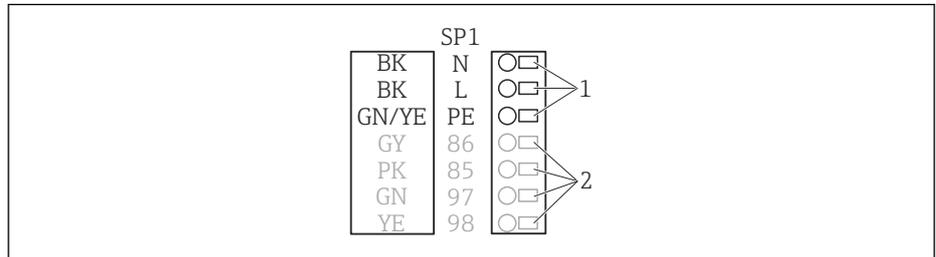 SP1
BK N
BK L 1
GN/YE PE
GY 86
PK 85 2
GN 97
YE 98